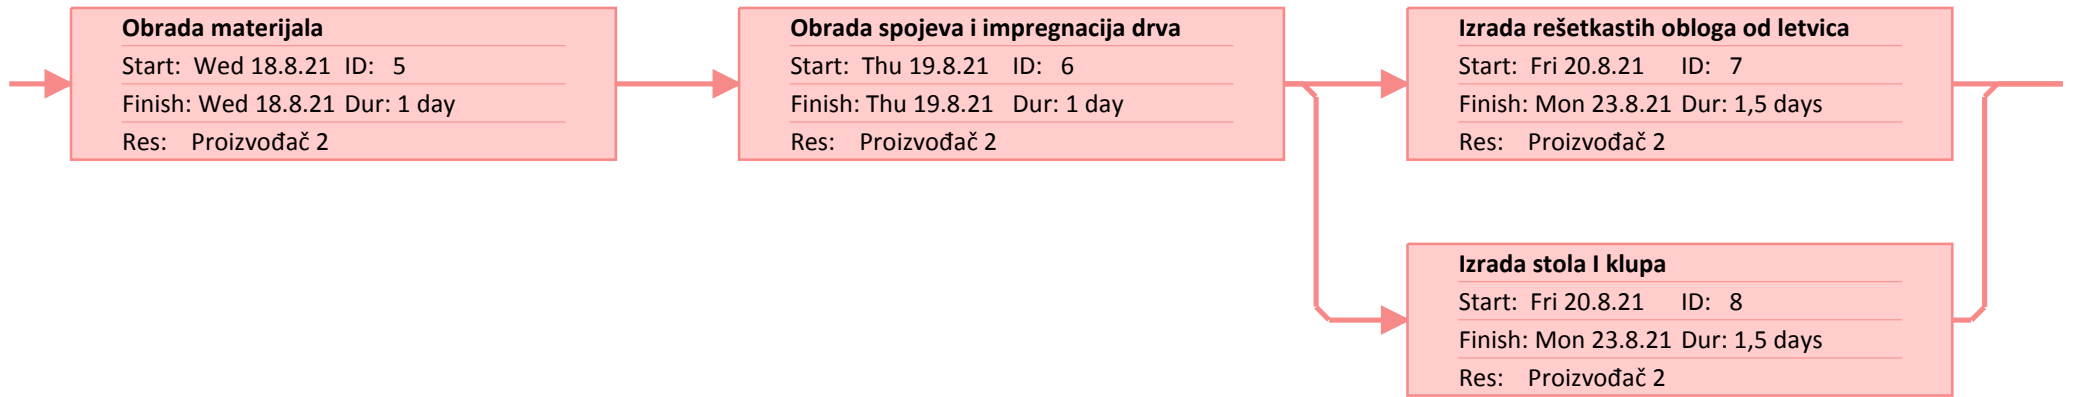 Obrada materijala
Start: Wed 18.8.21 ID: 5
Finish: Wed 18.8.21 Dur: 1 day
Res: Proizvođač 2
Obrada spojeva i impregnacija drva
Start: Thu 19.8.21 ID: 6
Finish: Thu 19.8.21 Dur: 1 day
Res: Proizvođač 2
Izrada rešetkastih obloga od letvica
Start: Fri 20.8.21 ID: 7
Finish: Mon 23.8.21 Dur: 1,5 days
Res: Proizvođač 2
Izrada stola I klupa
Start: Fri 20.8.21 ID: 8
Finish: Mon 23.8.21 Dur: 1,5 days
Res: Proizvođač 2